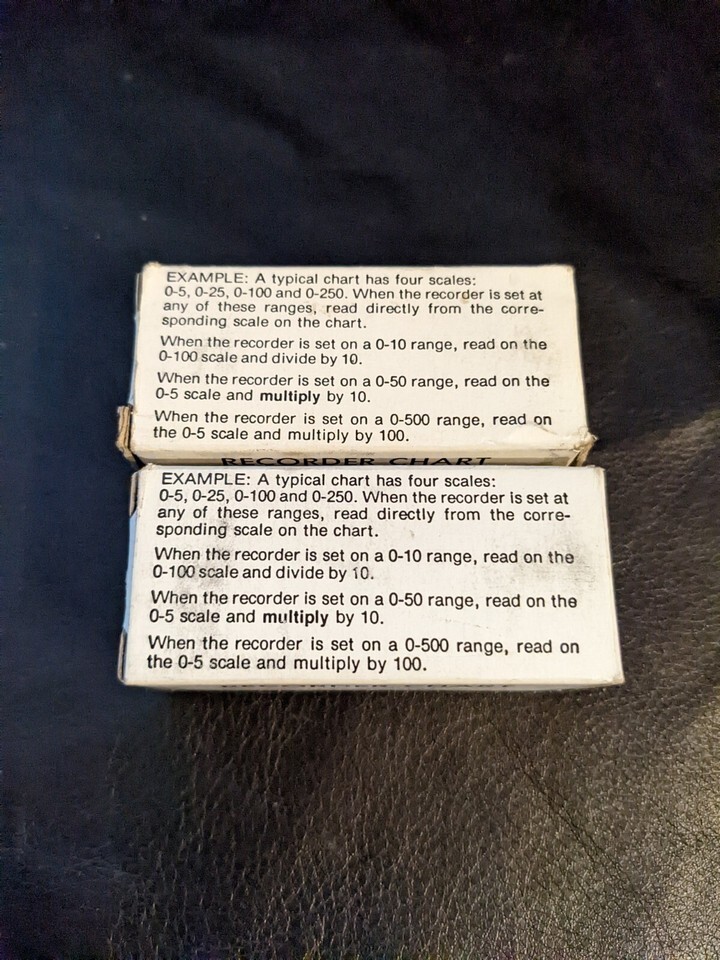 EXAMPLE: A typical chart has four scales:
0-5, 0-25, 0-100 and 0-250. When the recorder is set at
any of these ranges, read directly from the corre-
sponding scale on the chart.
When the recorder is set on a 0-10 range, read on the
0-100 scale and divide by 10.
When the recorder is set on a 0-50 range, read on the
0-5 scale and multiply by 10.
When the recorder is set on a 0-500 range, read on
the 0-5 scale and multiply by 100.
RECORDER CHART
EXAMPLE: A typical chart has four scales:
0-5, 0-25, 0-100 and 0-250. When the recorder is set at
any of these ranges, read directly from the corre-
sponding scale on the chart.
When the recorder is set on a 0-10 range, read on the
0-100 scale and divide by 10.
When the recorder is set on a 0-50 range, read on the
0-5 scale and multiply by 10.
When the recorder is set on a 0-500 range, read on
the 0-5 scale and multiply by 100.
RECORDER CHART